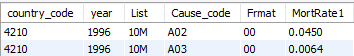 country_code year List Cause_code Frmat MortRate1
4210 1996 10M A02 00 0.0450
4210 1996 10M A03 00 0.0064